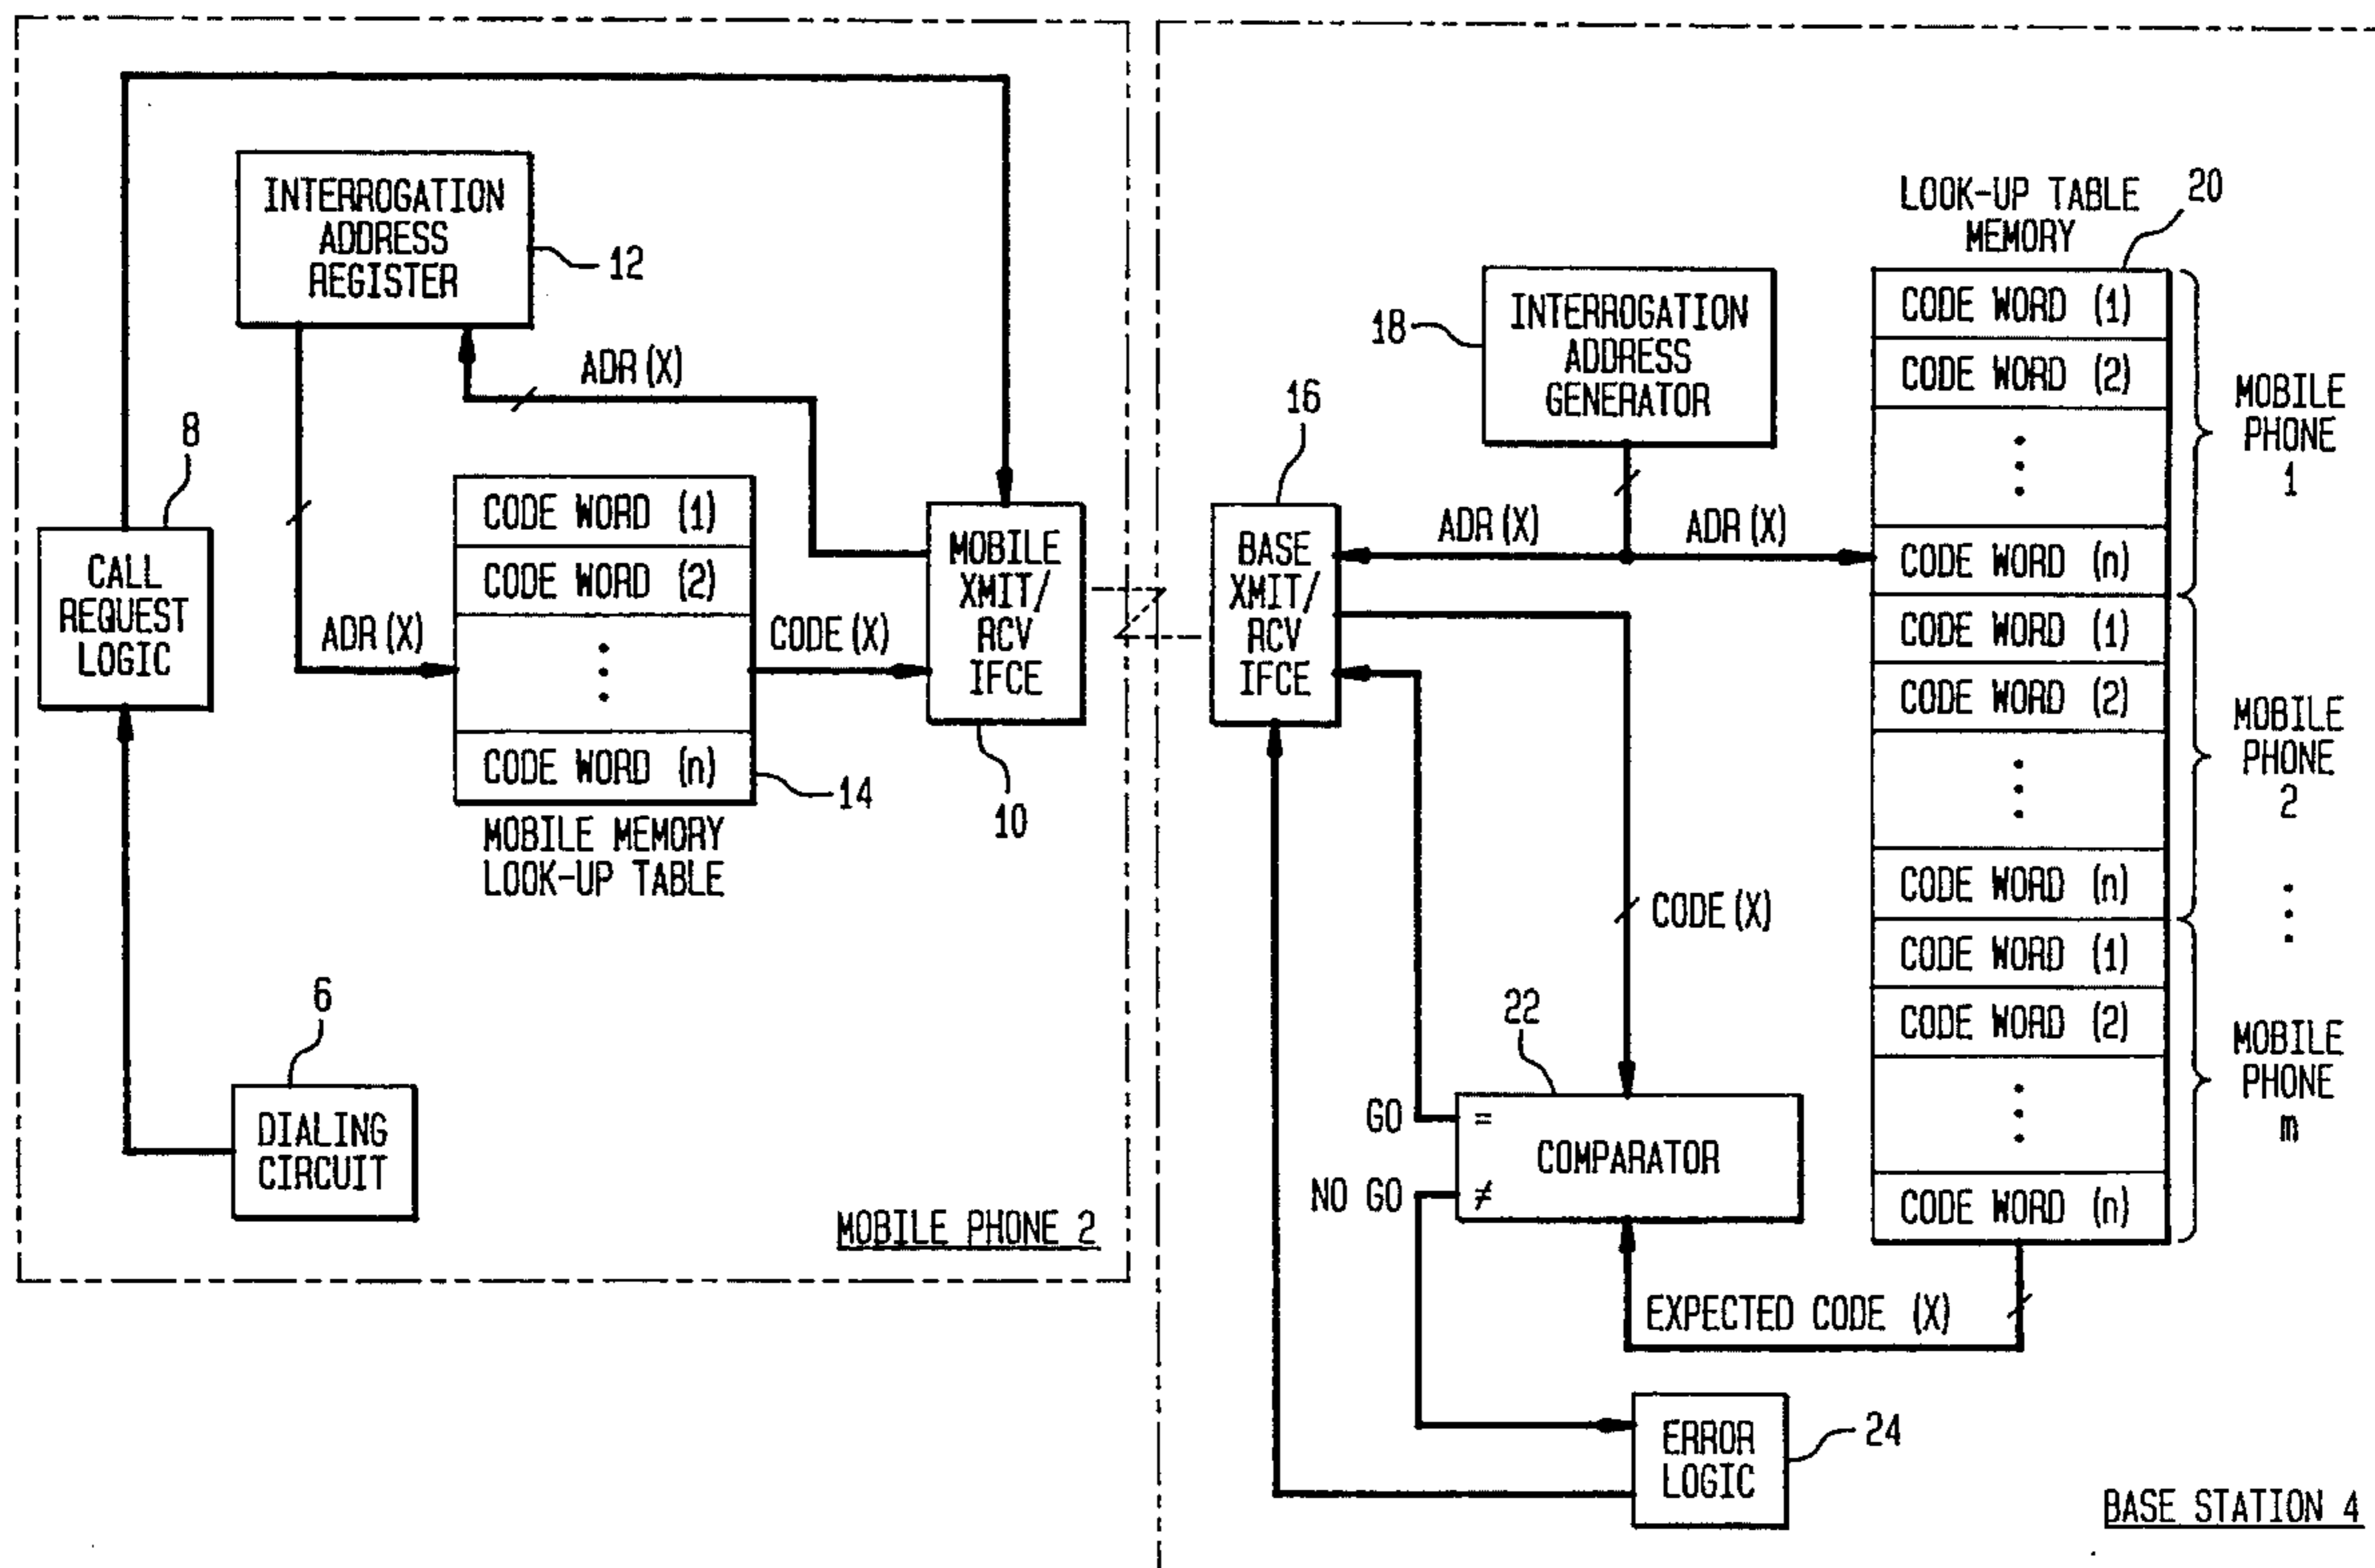 INTERROGATION
ADDRESS
REGISTER
12
ADR (X)
8
CALL
REQUEST
LOGIC
ADR (X)
CODE WORD (1)
CODE WORD (2)
CODE WORD (n)
14
MOBILE MEMORY
LOOK-UP TABLE
CODE (X)
MOBILE
XMIT/
RCV
IFCE
10
6
DIALING
CIRCUIT
MOBILE PHONE 2
16
BASE
XMIT/
RCV
IFCE
18
INTERROGATION
ADDRESS
GENERATOR
ADR (X)
ADR (X)
LOOK-UP TABLE
MEMORY
20
CODE WORD (1)
CODE WORD (2)
CODE WORD (n)
MOBILE
PHONE
1
CODE WORD (1)
CODE WORD (2)
CODE WORD (n)
MOBILE
PHONE
2
CODE WORD (1)
CODE WORD (2)
CODE WORD (n)
MOBILE
PHONE
m
CODE (X)
22
GO =
COMPARATOR
NO GO ≠
EXPECTED CODE (X)
ERROR
LOGIC
24
BASE STATION 4